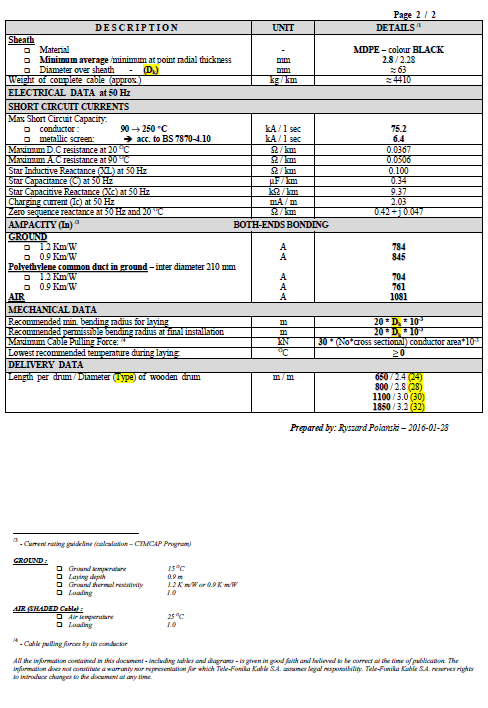 Page 2 / 2
DESCRIPTION UNIT DETAILS /1
Sheath
Material - MDPE – colour BLACK
Minimum average /minimum at point radial thickness mm 2.8 / 2.28
Diameter over sheath - (Dk) mm ≈ 63
Weight of complete cable (approx.) kg / km ≈ 4410
ELECTRICAL DATA at 50 Hz
SHORT CIRCUIT CURRENTS
Max Short Circuit Capacity:
conductor : 90 → 250 °C kA / 1 sec 75.2
metallic screen: ➔ acc. to BS 7870-4.10 kA / 1 sec 6.4
Maximum D.C resistance at 20 °C Ω / km 0.0367
Maximum A.C resistance at 90 °C Ω / km 0.0506
Star Inductive Reactance (XL) at 50 Hz Ω / km 0.100
Star Capacitance (C) at 50 Hz µF / km 0.34
Star Capacitive Reactance (Xc) at 50 Hz kΩ / km 9.37
Charging current (Ic) at 50 Hz mA / m 2.03
Zero sequence reactance at 50 Hz and 20 °C Ω / km 0.42 + j 0.047
AMPACITY (In) /3 BOTH-ENDS BONDING
GROUND
1.2 Km/W A 784
0.9 Km/W A 845
Polyethylene common duct in ground – inter diameter 210 mm
1.2 Km/W A 704
0.9 Km/W A 761
AIR A 1081
MECHANICAL DATA
Recommended min. bending radius for laying m 20 * Dk * 10-3
Recommended permissible bending radius at final installation m 20 * Dk * 10-3
Maximum Cable Pulling Force: /4 kN 30 * (No*cross sectional) conductor area*10-3
Lowest recommended temperature during laying: °C ≥ 0
DELIVERY DATA
Length per drum / Diameter (Type) of wooden drum m / m 650 / 2.4 (24)
800 / 2.8 (28)
1100 / 3.0 (30)
1850 / 3.2 (32)
Prepared by: Ryszard Polański – 2016-01-28
/3 - Current rating guideline (calculation – CYMCAP Program)
GROUND :
Ground temperature 15 °C
Laying depth 0.9 m
Ground thermal resistivity 1.2 K·m/W or 0.9 K·m/W
Loading 1.0
AIR (SHADED Cable) :
Air temperature 25 °C
Loading 1.0
/4 - Cable pulling forces by its conductor
All the information contained in this document - including tables and diagrams - is given in good faith and believed to be correct at the time of publication. The
information does not constitute a warranty nor representation for which Tele-Fonika Kable S.A. assumes legal responsibility. Tele-Fonika Kable S.A. reserves rights
to introduce changes to the document at any time.